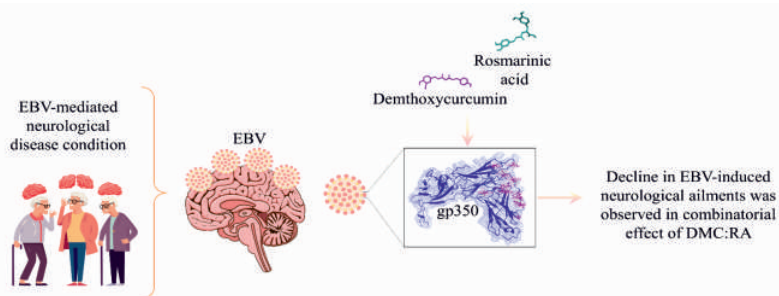 EBV-mediated
neurological
disease condition
EBV
Rosmarinic
acid
Demthoxycurcumin
gp350
Decline in EBV-induced
neurological ailments was
observed in combinatorial
effect of DMC:RA